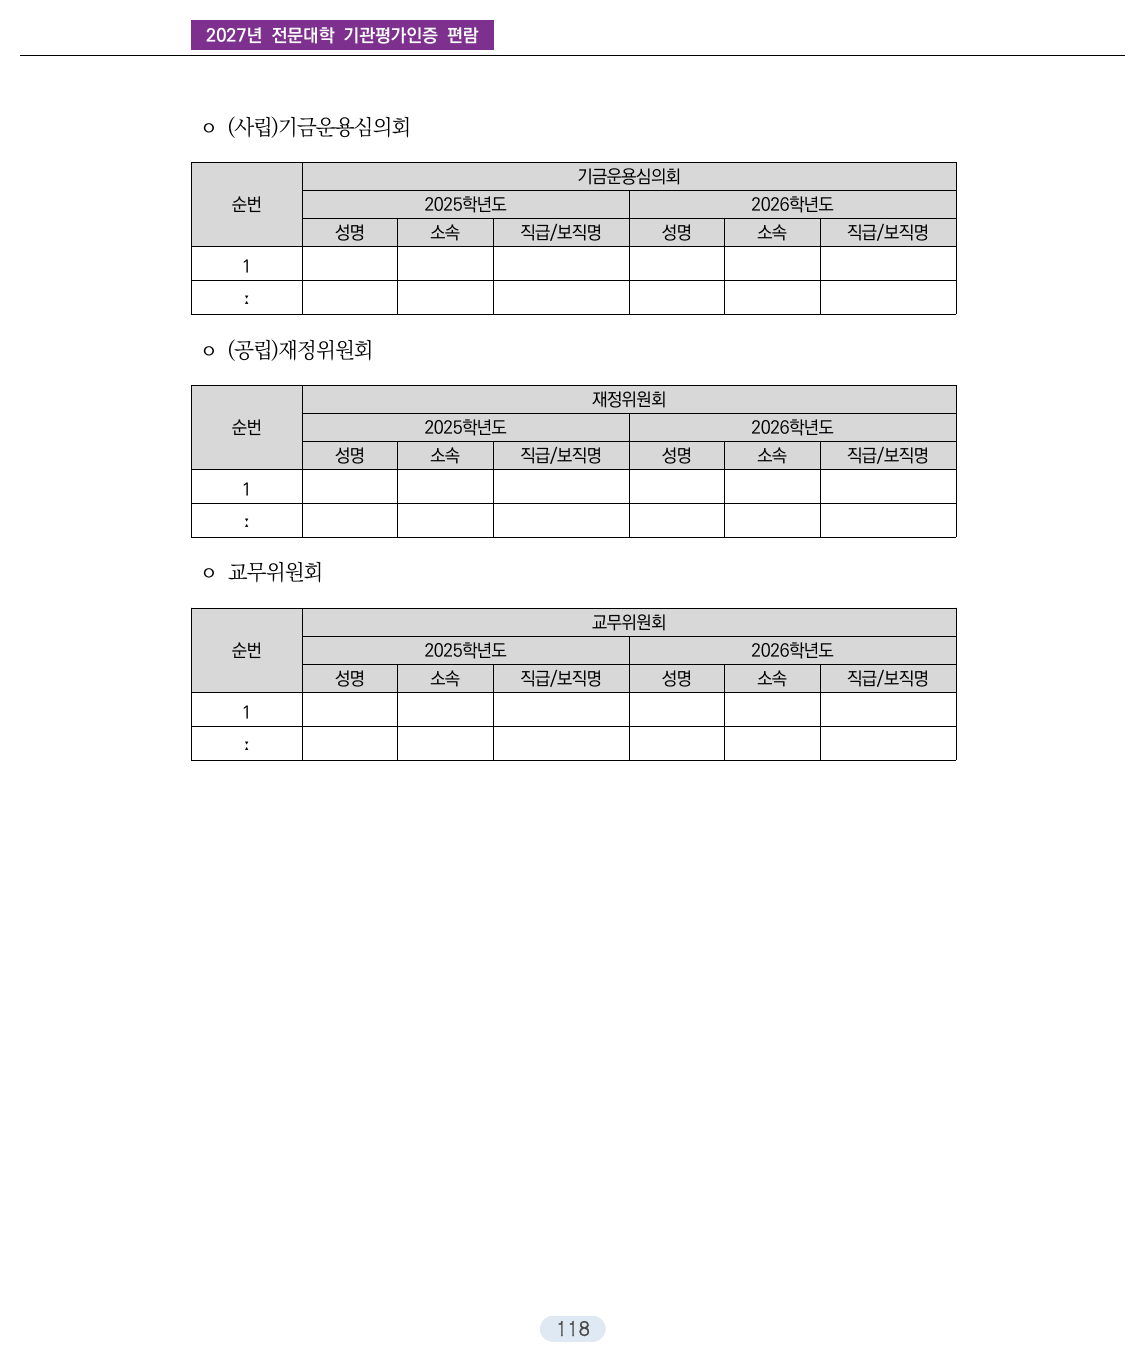 2027년 전문대학 기관평가인증 편람
ㅇ (사립)기금운용심의회
기금운용심의회
순번 2025학년도 2026학년도
성명 소속 직급/보직명 성명 소속 직급/보직명
1
:
ㅇ (공립)재정위원회
재정위원회
순번 2025학년도 2026학년도
성명 소속 직급/보직명 성명 소속 직급/보직명
1
:
ㅇ 교무위원회
교무위원회
순번 2025학년도 2026학년도
성명 소속 직급/보직명 성명 소속 직급/보직명
1
:
118